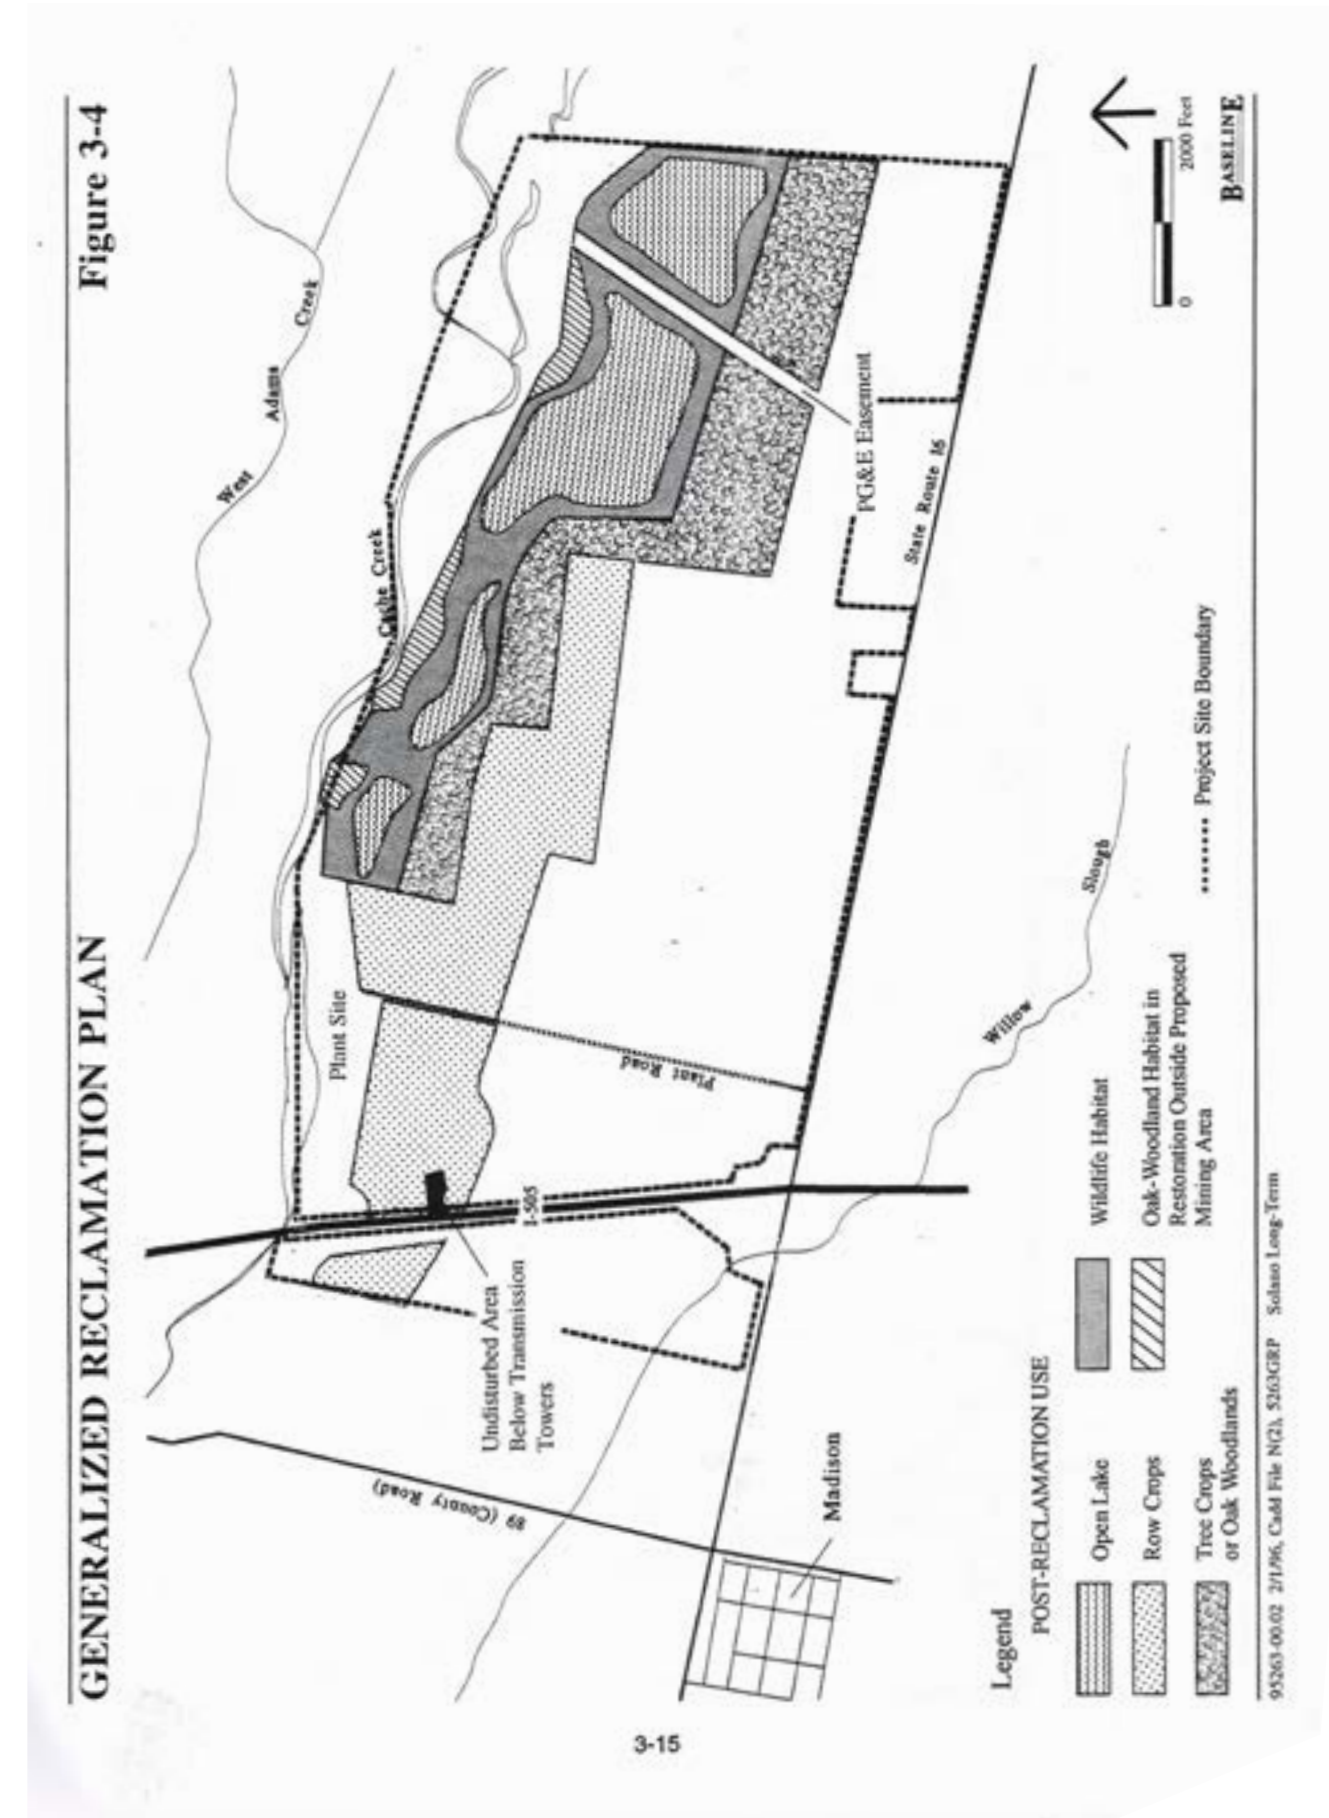 GENERALIZED RECLAMATION PLAN
Figure 3-4
West
Adams
Creek
Cache Creek
Plant Site
Plant Road
I-505
Undisturbed Area
Below Transmission
Towers
89 (County Road)
PG&E Easement
State Route 16
Willow
Slough
Madison
Legend
POST-RECLAMATION USE
Open Lake
Row Crops
Tree Crops
or Oak Woodlands
Wildlife Habitat
Oak-Woodland Habitat in
Restoration Outside Proposed
Mining Area
Project Site Boundary
0
2000 Feet
BASELINE
95263-00.02 2/1/96, Cadd File N(2), 5263GRP Solano Long-Term
3-15